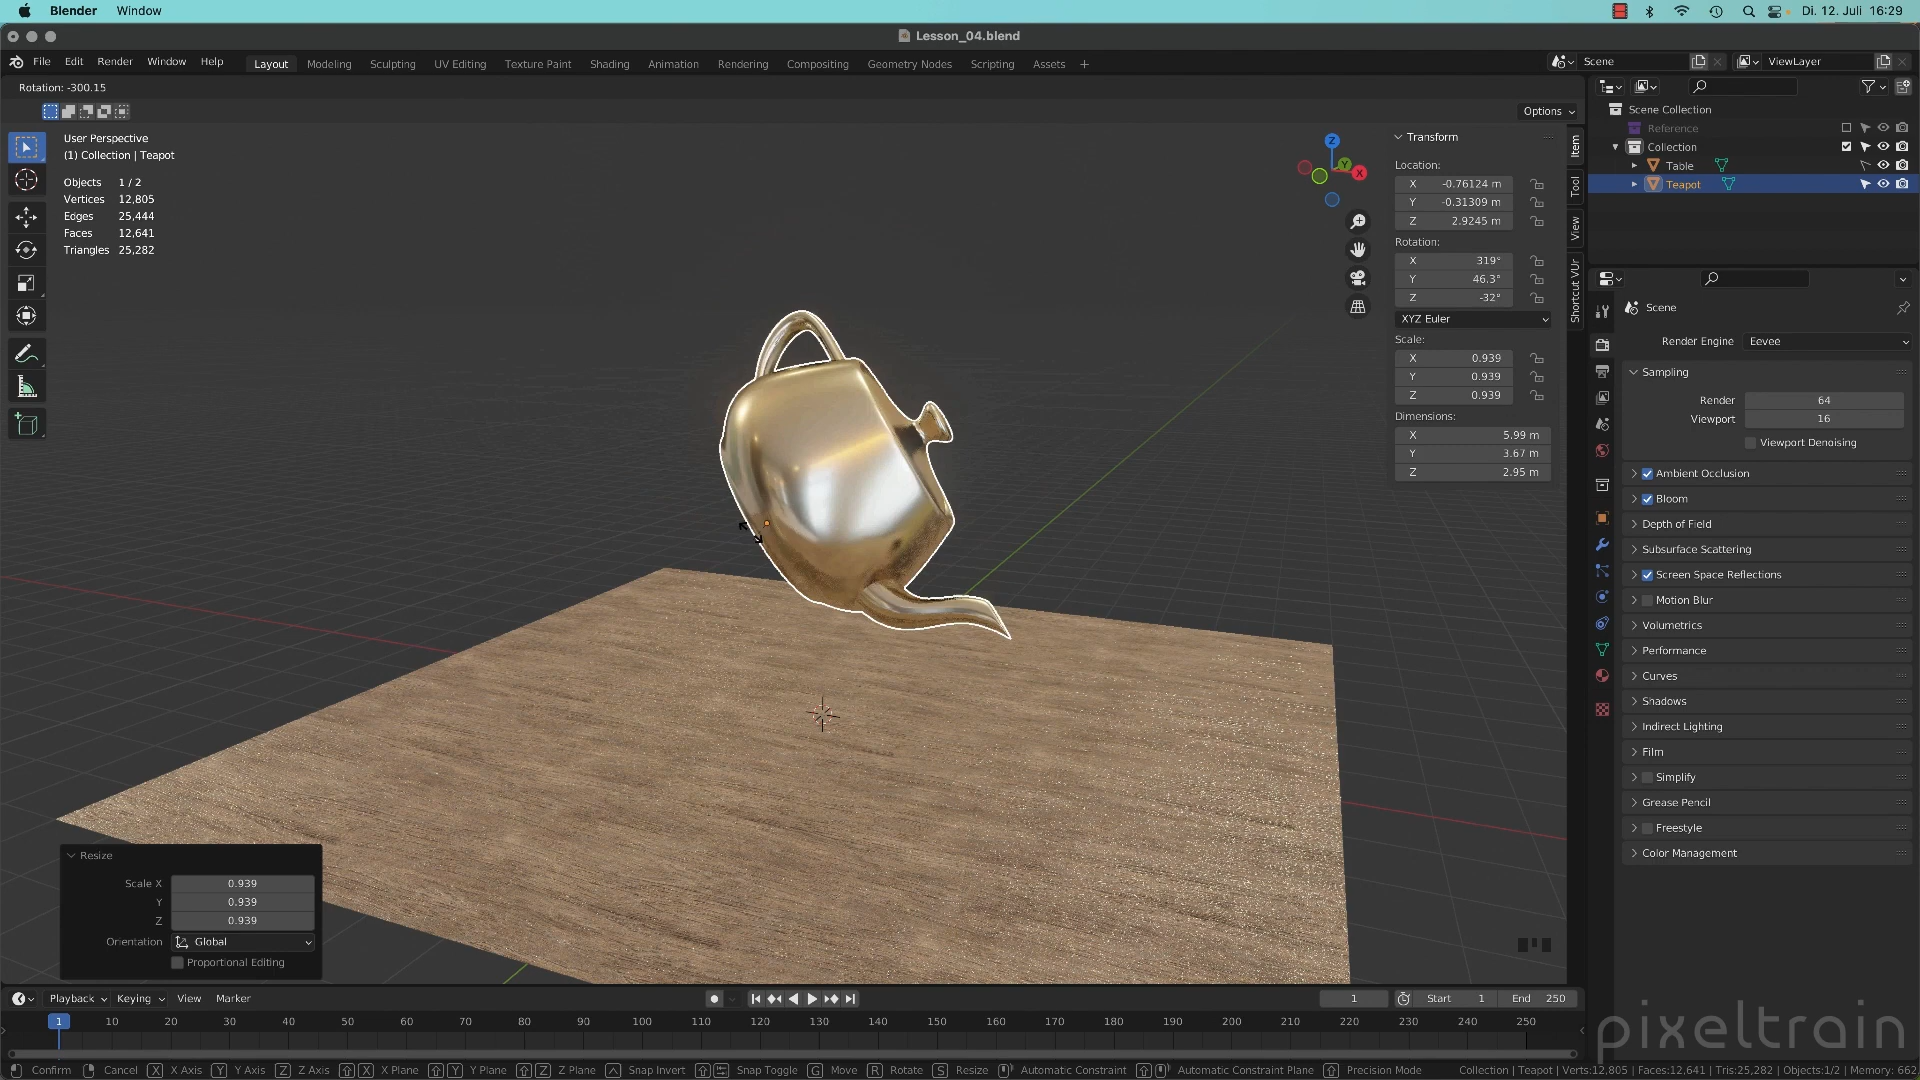 Blender Window Di. 12. Juli 16:29
Lesson_04.blend
File Edit Render Window Help Layout Modeling Sculpting UV Editing Texture Paint Shading Animation Rendering Compositing Geometry Nodes Scripting Assets + Scene ViewLayer
Rotation: -300.15
Options
User Perspective
(1) Collection | Teapot
Objects 1 / 2
Vertices 12,805
Edges 25,444
Faces 12,641
Triangles 25,282
Z
Y
X
Transform
Location:
X -0.76124 m
Y -0.31309 m
Z 2.9245 m
Rotation:
X 319°
Y 46.3°
Z -32°
XYZ Euler
Scale:
X 0.939
Y 0.939
Z 0.939
Dimensions:
X 5.99 m
Y 3.67 m
Z 2.95 m
Item
Tool
View
Shortcut VUr
Scene Collection
Reference
Collection
Table
Teapot
Scene
Render Engine Eevee
Sampling
Render 64
Viewport 16
Viewport Denoising
Ambient Occlusion
Bloom
Depth of Field
Subsurface Scattering
Screen Space Reflections
Motion Blur
Volumetrics
Performance
Curves
Shadows
Indirect Lighting
Film
Simplify
Grease Pencil
Freestyle
Color Management
Resize
Scale X 0.939
Y 0.939
Z 0.939
Orientation Global
Proportional Editing
Playback Keying View Marker 1 Start 1 End 250
1 10 20 30 40 50 60 70 80 90 100 110 120 130 140 150 160 170 180 190 200 210 220 230 240 250
pixeltrain
Confirm Cancel X X Axis Y Y Axis Z Z Axis X X Plane Y Y Plane Z Z Plane Snap Invert Snap Toggle G Move R Rotate S Resize Automatic Constraint Automatic Constraint Plane Precision Mode Collection | Teapot | Verts:12,805 | Faces:12,641 | Tris:25,282 | Objects:1/2 | Memory: 662.